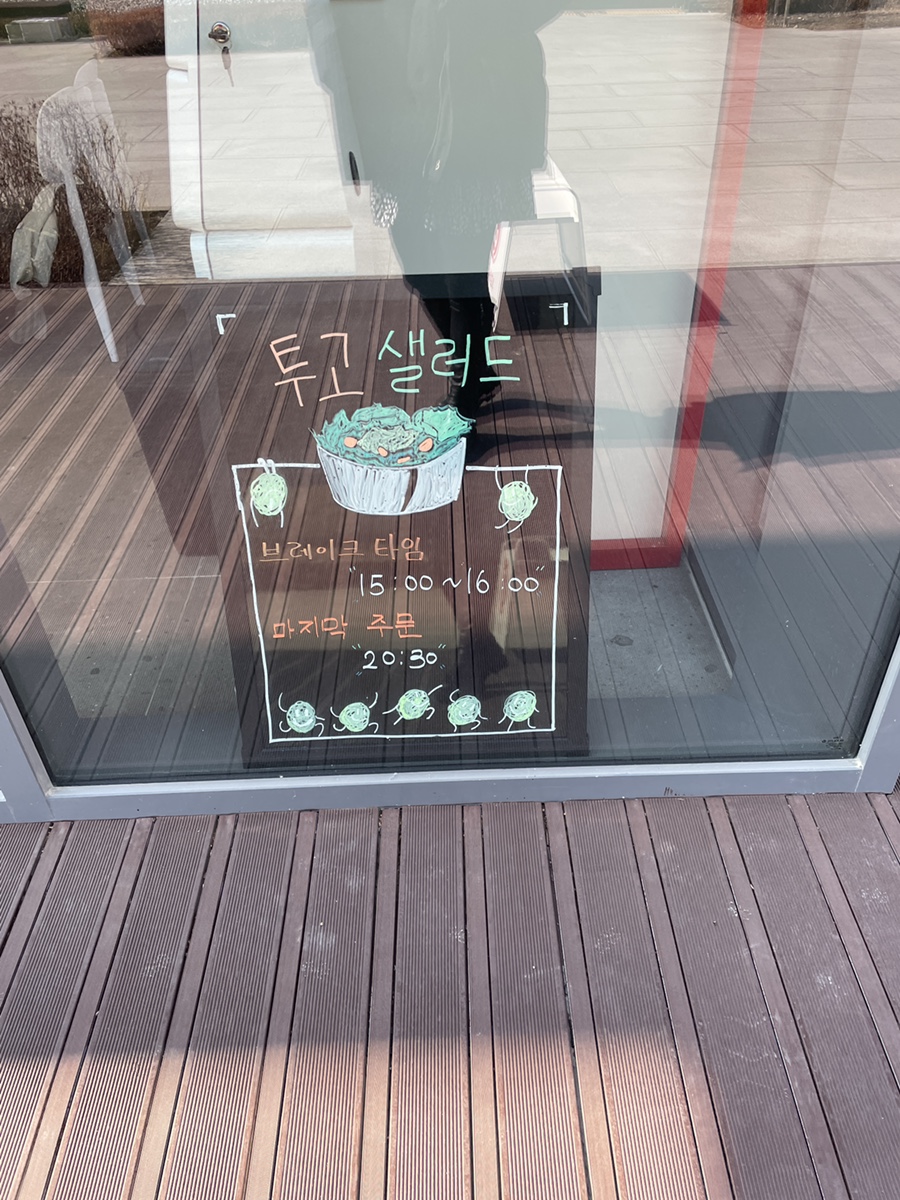 「투고 샐러드」
브레이크 타임
"15:00~16:00"
마지막 주문
"20:30"